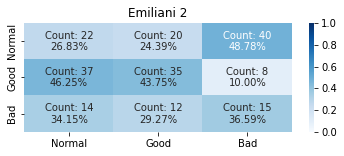 Emiliani 2
Normal
Count: 22
26.83%
Count: 20
24.39%
Count: 40
48.78%
Good
Count: 37
46.25%
Count: 35
43.75%
Count: 8
10.00%
Bad
Count: 14
34.15%
Count: 12
29.27%
Count: 15
36.59%
Normal
Good
Bad
1.0
0.8
0.6
0.4
0.2
0.0